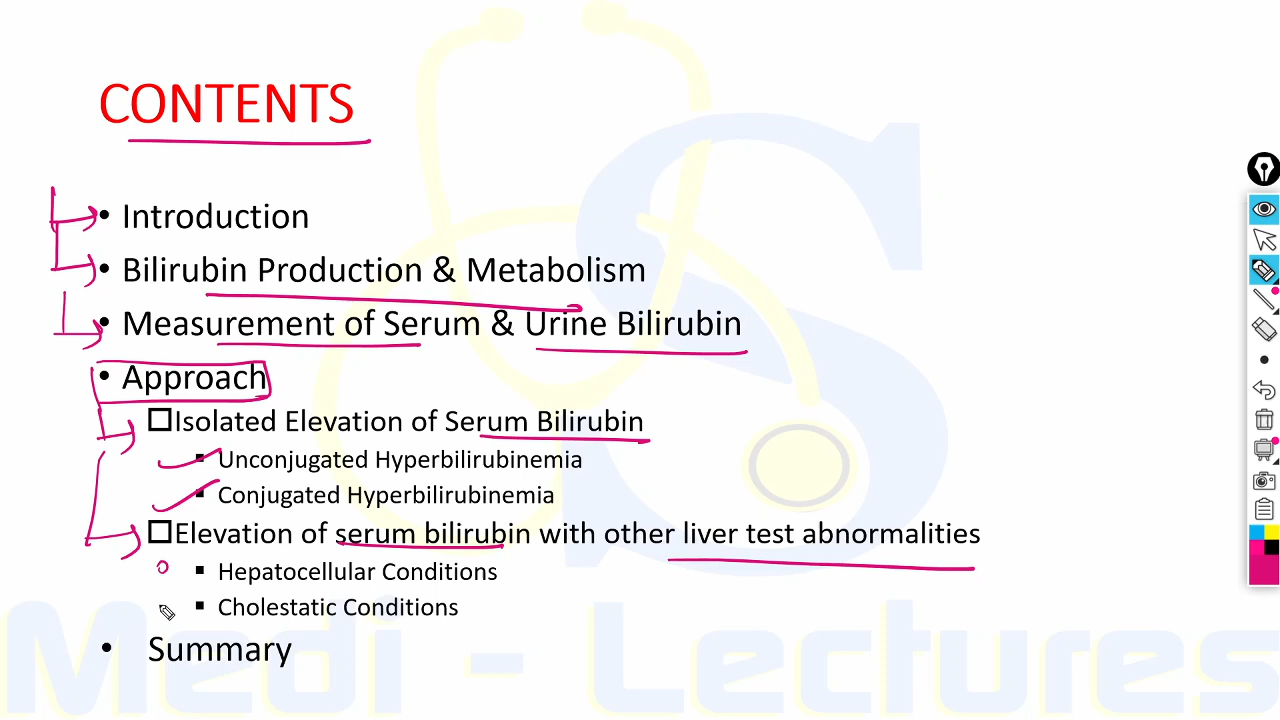 CONTENTS
• Introduction
• Bilirubin Production & Metabolism
• Measurement of Serum & Urine Bilirubin
• Approach
Isolated Elevation of Serum Bilirubin
▪ Unconjugated Hyperbilirubinemia
▪ Conjugated Hyperbilirubinemia
Elevation of serum bilirubin with other liver test abnormalities
▪ Hepatocellular Conditions
▪ Cholestatic Conditions
• Summary
Medi - Lectures